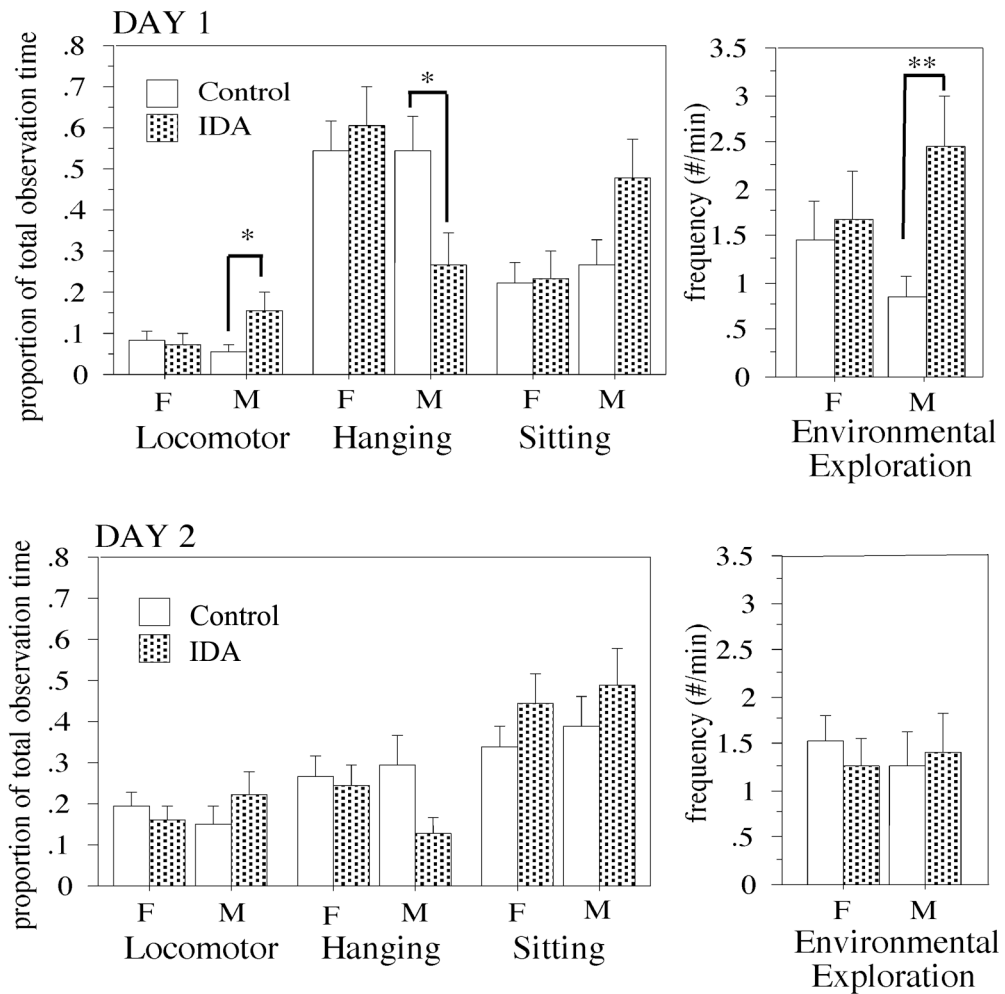 DAY 1
proportion of total observation time
.8
.7
.6
.5
.4
.3
.2
.1
0
Control
IDA
*
*
F M F M F M
Locomotor Hanging Sitting
frequency (#/min)
3.5
3
2.5
2
1.5
1
.5
0
**
F M
Environmental
Exploration
DAY 2
proportion of total observation time
.8
.7
.6
.5
.4
.3
.2
.1
0
Control
IDA
F M F M F M
Locomotor Hanging Sitting
frequency (#/min)
3.5
3
2.5
2
1.5
1
.5
0
F M
Environmental
Exploration